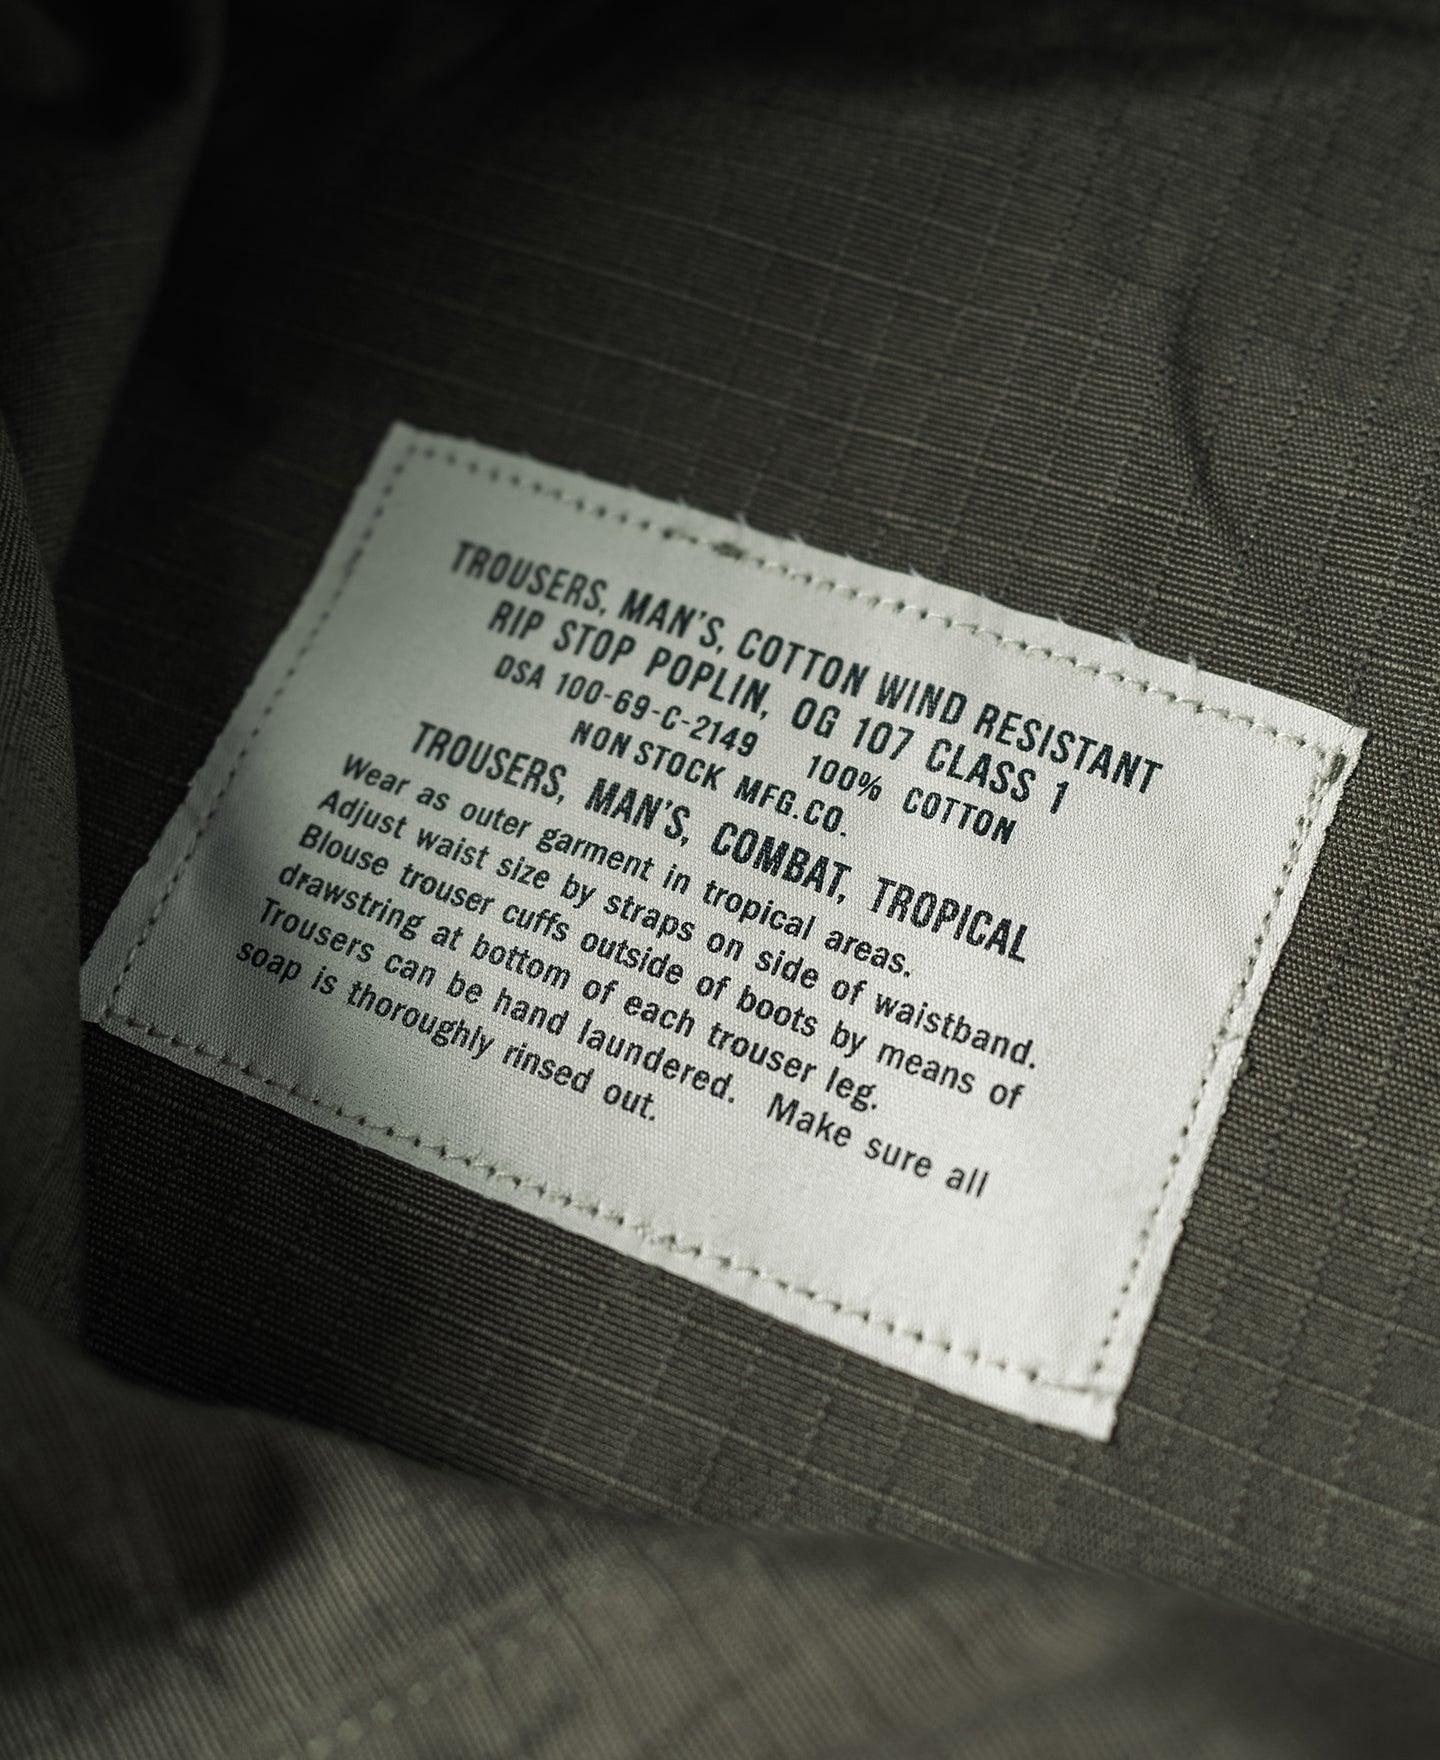 TROUSERS, MAN'S, COTTON WIND RESISTANT
RIP STOP POPLIN, OG 107 CLASS 1
DSA 100-69-C-2149 100% COTTON
NON STOCK MFG.CO.
TROUSERS, MAN'S, COMBAT, TROPICAL
Wear as outer garment in tropical areas.
Adjust waist size by straps on side of waistband.
Blouse trouser cuffs outside of boots by means of
drawstring at bottom of each trouser leg.
Trousers can be hand laundered. Make sure all
soap is thoroughly rinsed out.